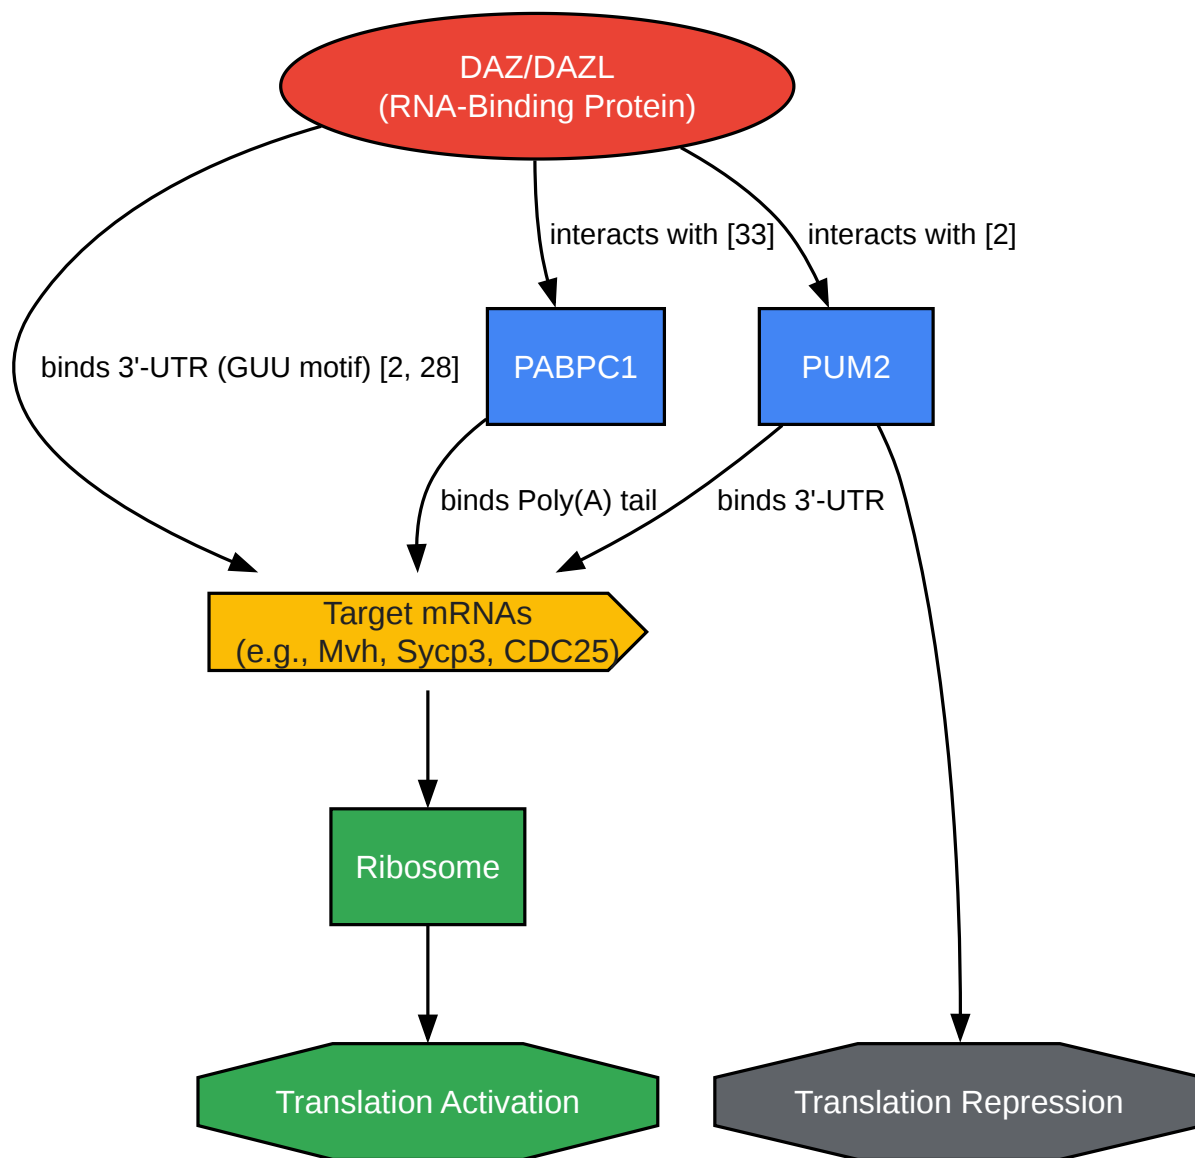 DAZ/DAZL
(RNA-Binding Protein)
interacts with [33]
interacts with [2]
binds 3'-UTR (GUU motif) [2, 28]
PABPC1
PUM2
binds Poly(A) tail
binds 3'-UTR
Target mRNAs
(e.g., Mvh, Sycp3, CDC25)
Ribosome
Translation Activation
Translation Repression